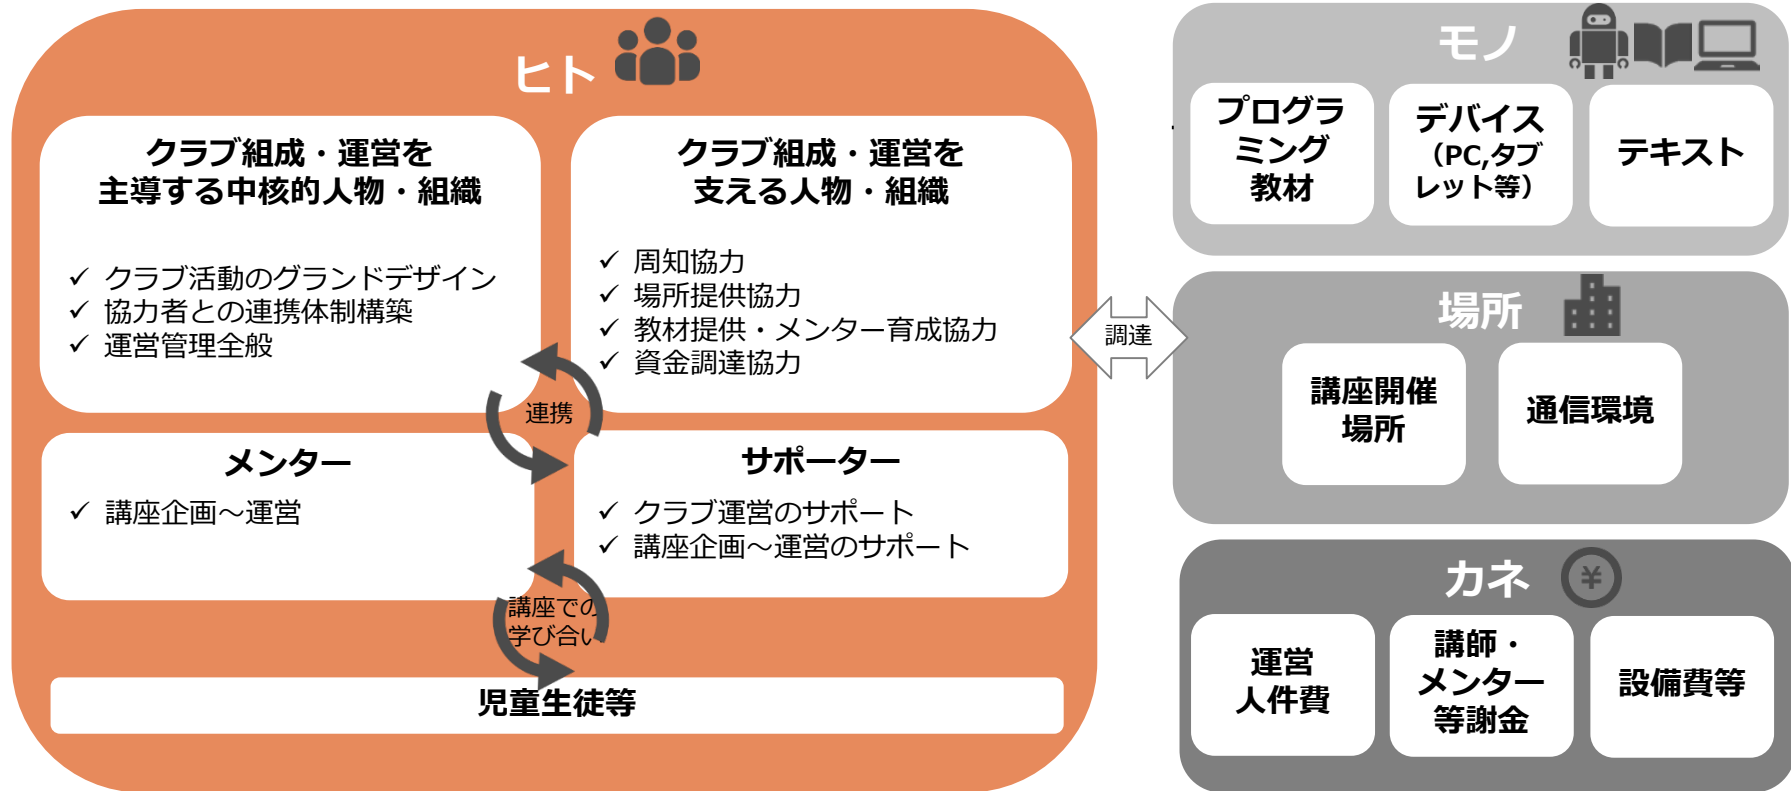 ヒト
クラブ組成・運営を
主導する中核的人物・組織
✓ クラブ活動のグランドデザイン
✓ 協力者との連携体制構築
✓ 運営管理全般
クラブ組成・運営を
支える人物・組織
✓ 周知協力
✓ 場所提供協力
✓ 教材提供・メンター育成協力
✓ 資金調達協力
連携
メンター
✓ 講座企画～運営
サポーター
✓ クラブ運営のサポート
✓ 講座企画～運営のサポート
講座での
学び合い
児童生徒等
調達
モノ
プログラ
ミング
教材
デバイス
（PC,タブ
レット等）
テキスト
場所
講座開催
場所
通信環境
カネ
¥
運営
人件費
講師・
メンター
等謝金
設備費等